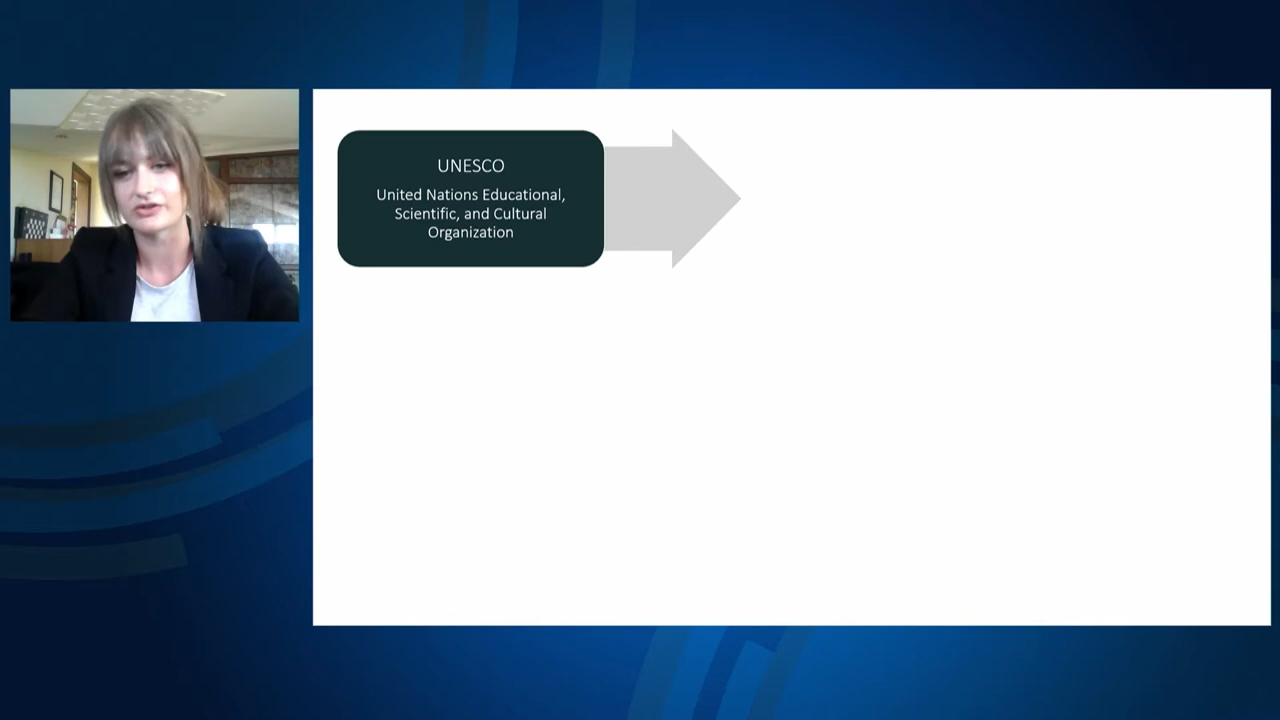 UNESCO
United Nations Educational,
Scientific, and Cultural
Organization